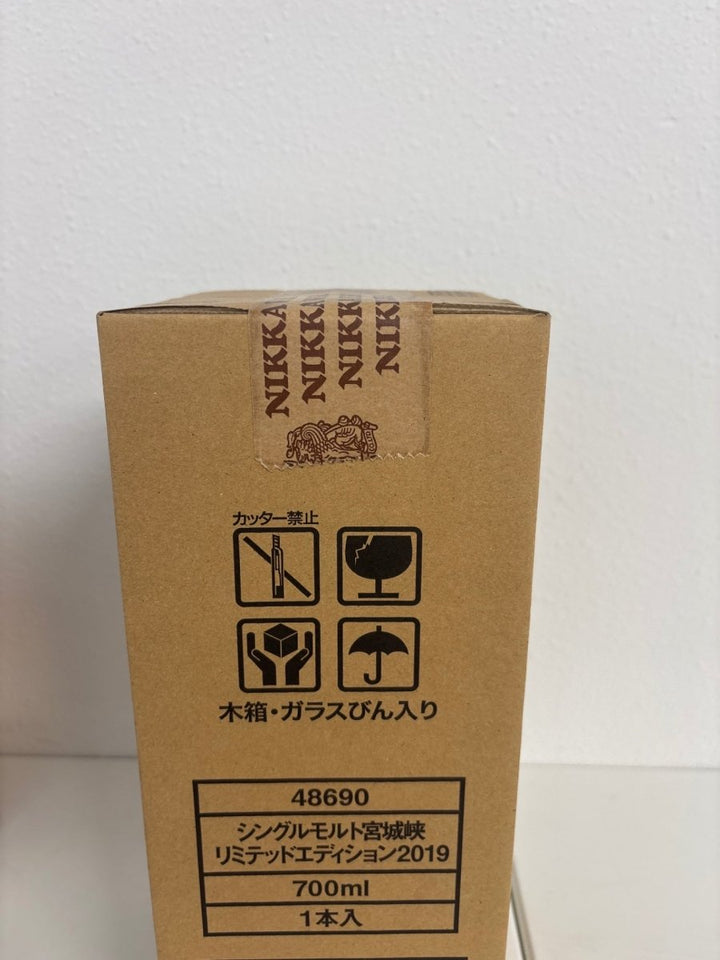 NIKKA
NIKKA
NIKKA
NIKK
カッター禁止
木箱・ガラスびん入り
48690
シングルモルト宮城峡
リミテッドエディション2019
700ml
1本入